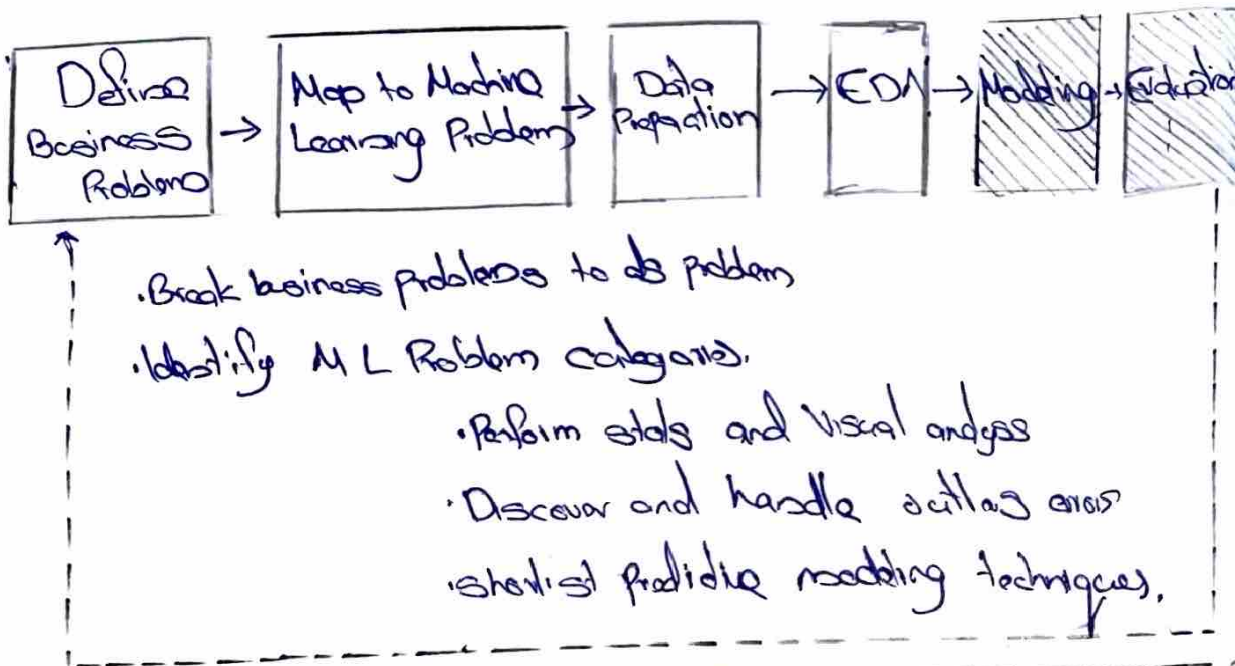 Define
Business
Problem
→
Map to Machine
Learning Problem
→
Data
Preparation
→
EDA
→
Modeling
→
Evaluation
.Break business problems to ds problem
.Identify ML Problem categories.
.Perform stats and Visual analysis
.Discover and handle outlag errors
.shortlist predictive modeling techniques.